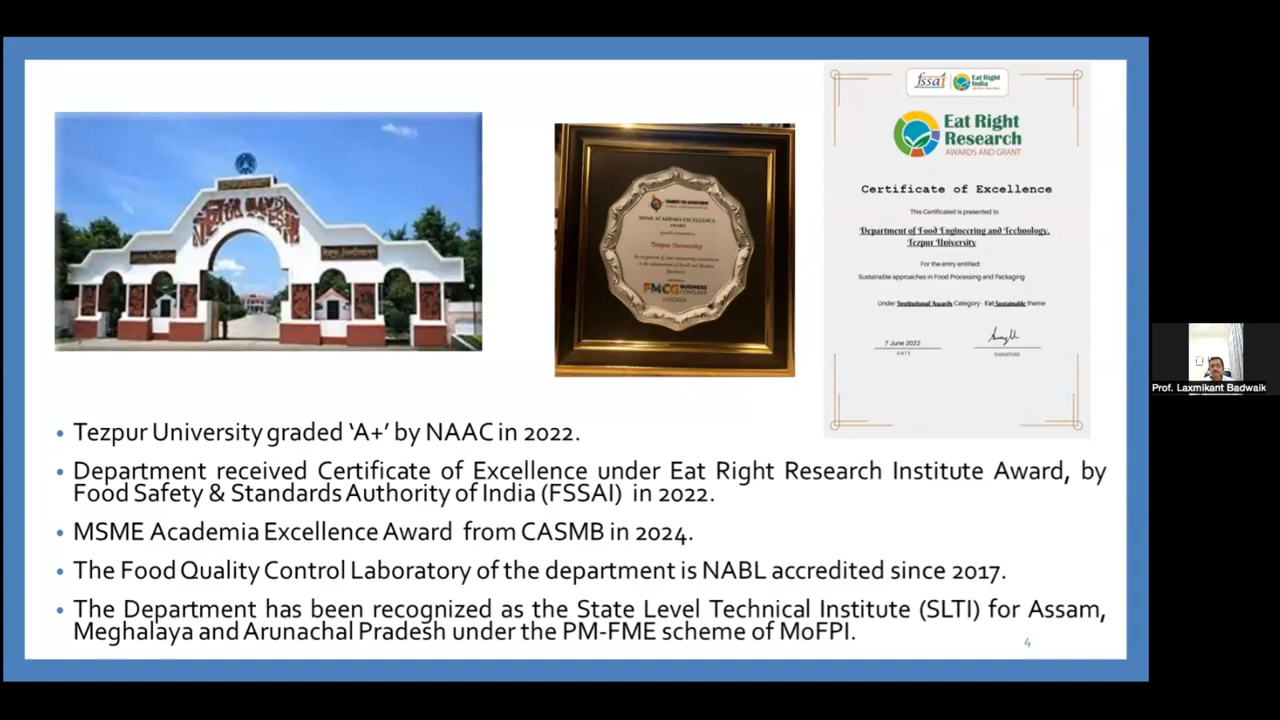 fssai
Eat Right
India
Eat Right
Research
AWARDS AND GRANT
Certificate of Excellence
This Certificated is presented to
Department of Food Engineering and Technology,
Tezpur University
For the entry entitled:
Sustainable approaches in Food Processing and Packaging
Under Institutional Awards Category - Eat Sustainable theme
7 June 2022
DATE
SIGNATURE
MSME ACADEMIA EXCELLENCE
AWARD
Tezpur University
FMCG BUSINESS
CONCLAVE
• Tezpur University graded ‘A+’ by NAAC in 2022.
• Department received Certificate of Excellence under Eat Right Research Institute Award, by
Food Safety & Standards Authority of India (FSSAI) in 2022.
• MSME Academia Excellence Award from CASMB in 2024.
• The Food Quality Control Laboratory of the department is NABL accredited since 2017.
• The Department has been recognized as the State Level Technical Institute (SLTI) for Assam,
Meghalaya and Arunachal Pradesh under the PM-FME scheme of MoFPI.
4
Prof. Laxmikant Badwaik